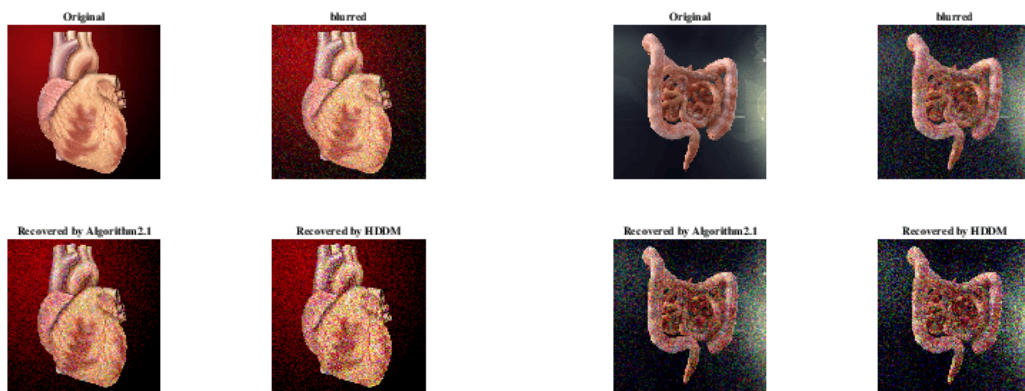 Original
blurred
Original
blurred
Recovered by Algorithm2.1
Recovered by HDDM
Recovered by Algorithm2.1
Recovered by HDDM